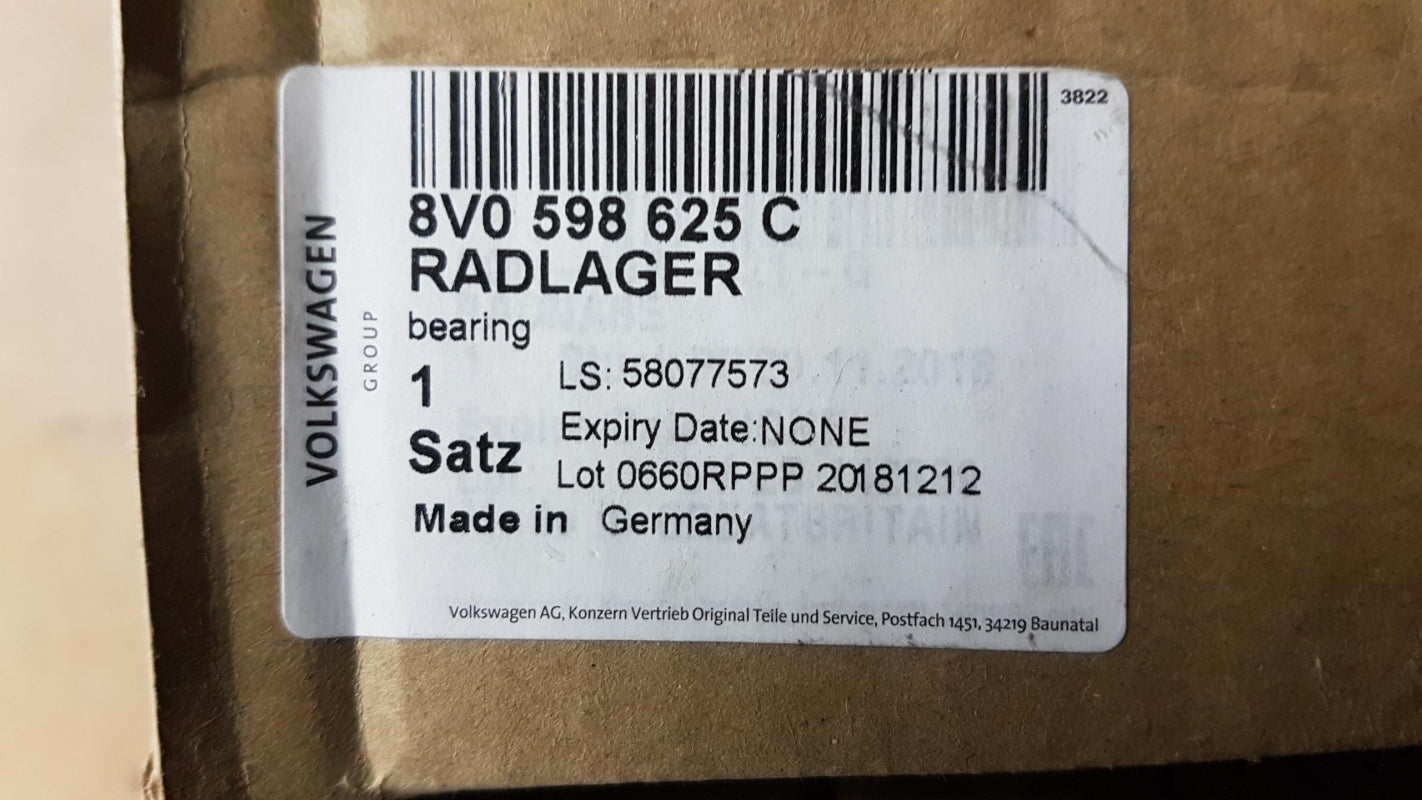 3822
8V0 598 625 C
RADLAGER
bearing
1
Satz
LS: 58077573
Expiry Date:NONE
Lot 0660RPPP 20181212
Made in Germany
VOLKSWAGEN
GROUP
Volkswagen AG, Konzern Vertrieb Original Teile und Service, Postfach 1451, 34219 Baunatal